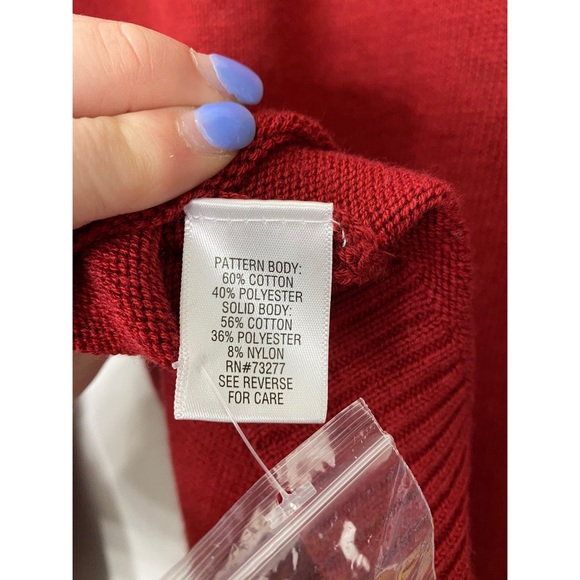 PATTERN BODY:
60% COTTON
40% POLYESTER
SOLID BODY:
56% COTTON
36% POLYESTER
8% NYLON
RN#73277
SEE REVERSE
FOR CARE